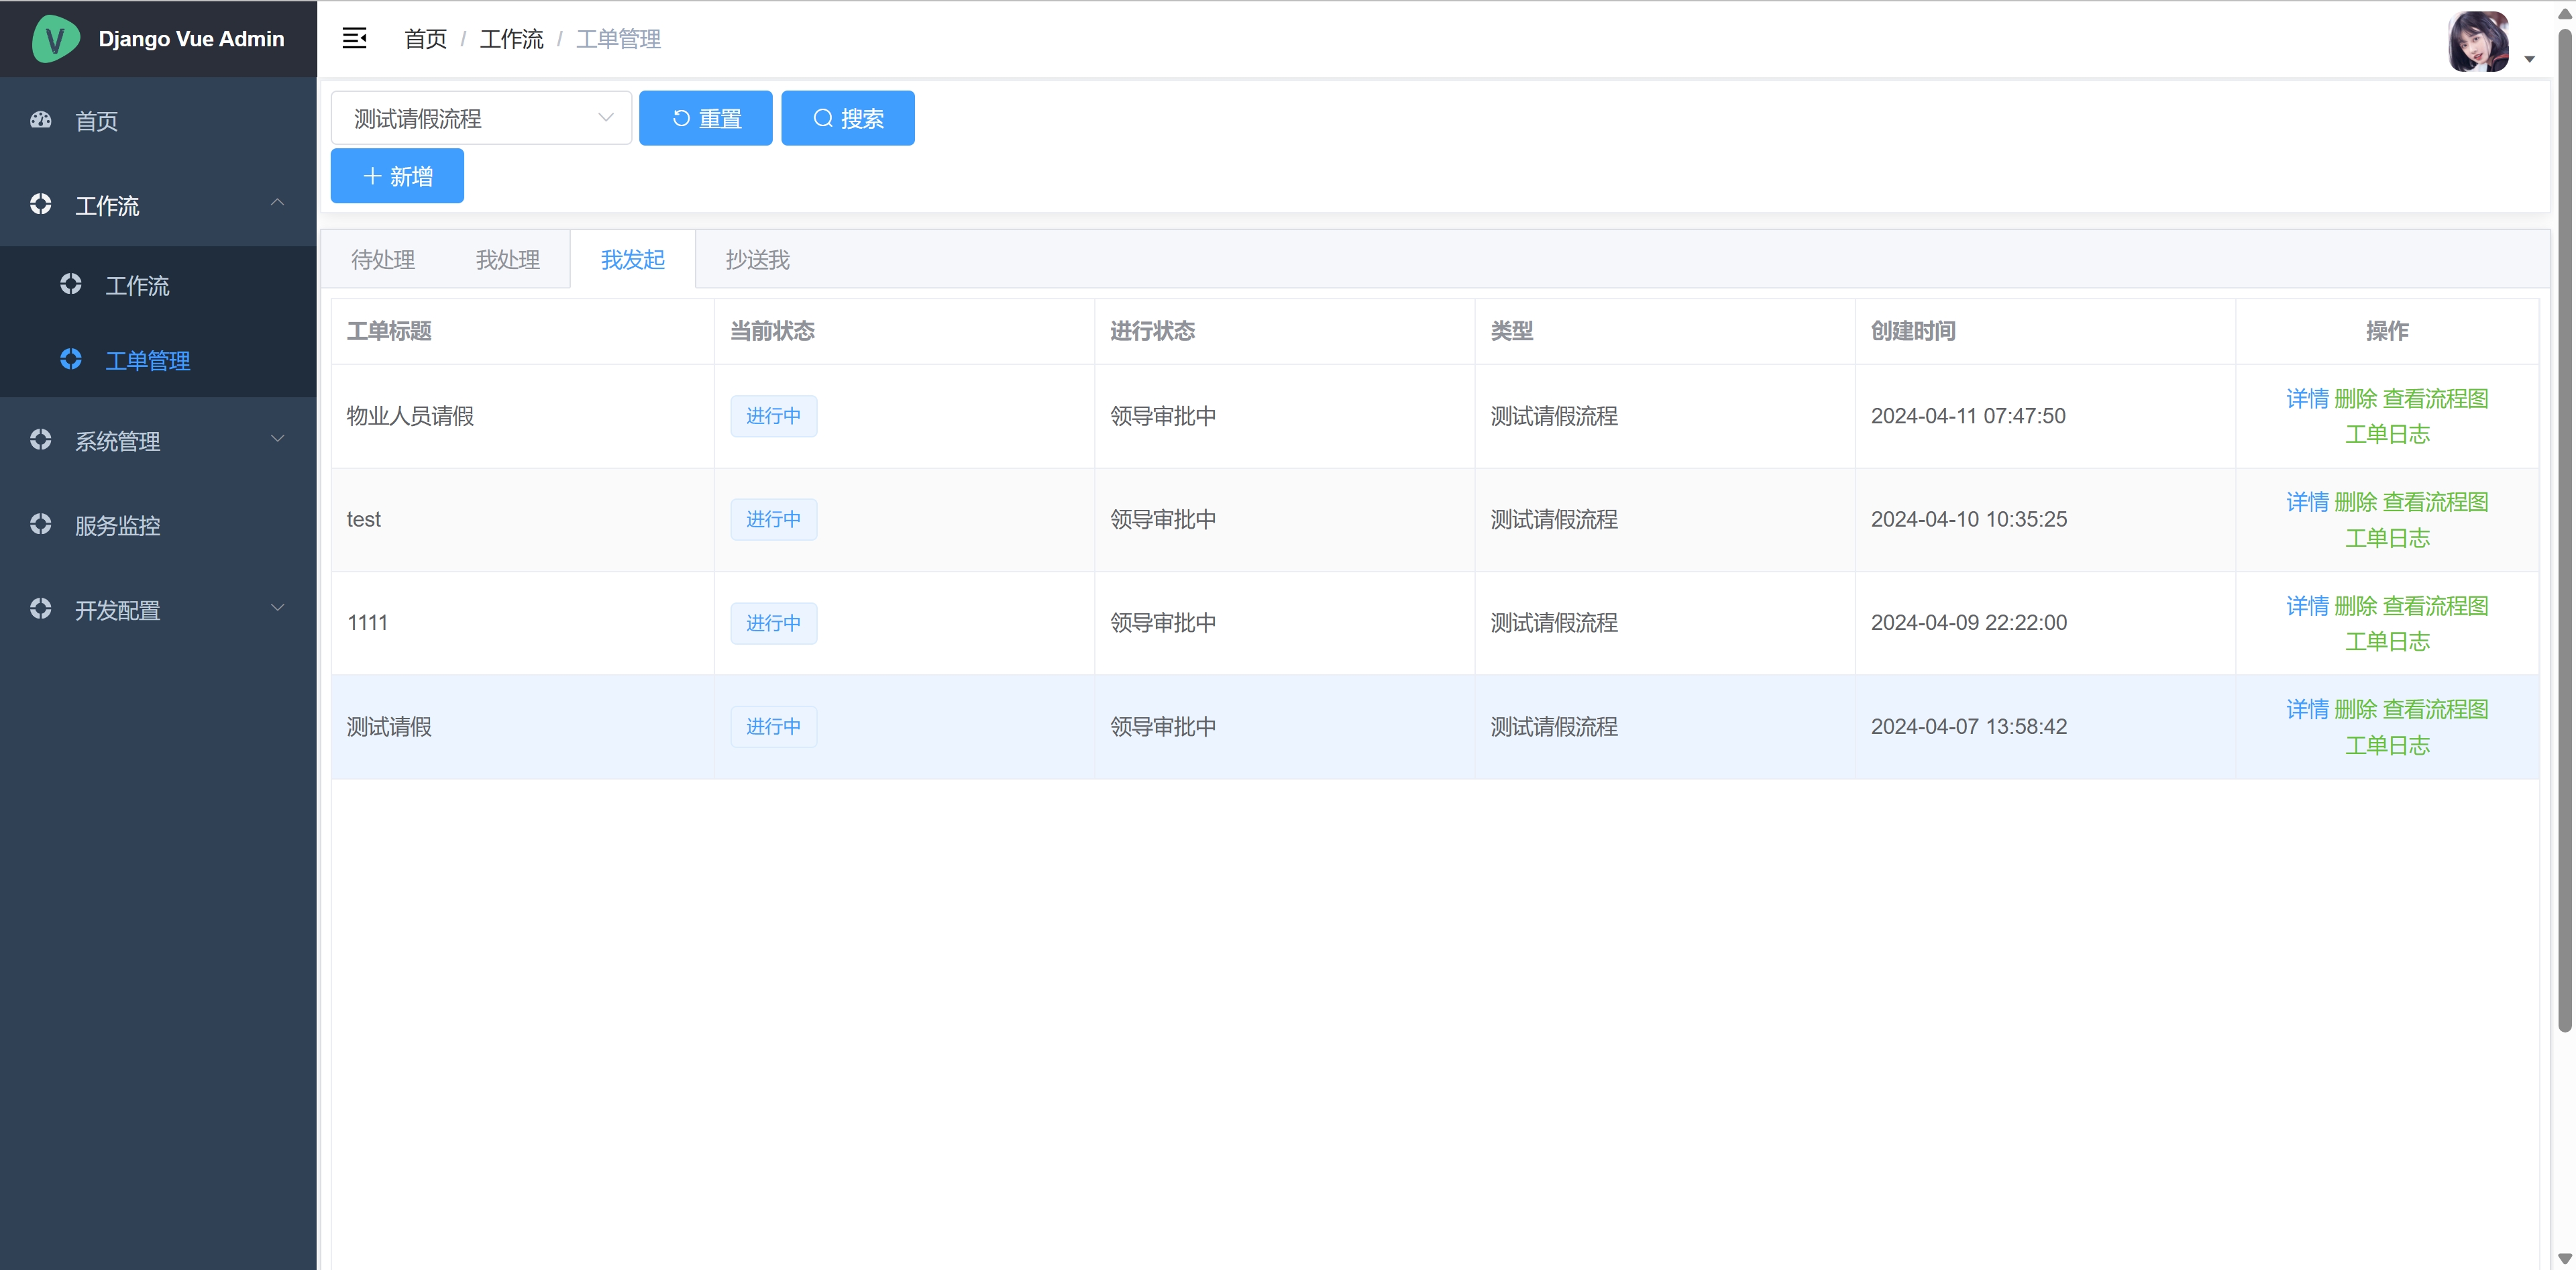 Django Vue Admin
首页 / 工作流 / 工单管理
首页
工作流
工作流
工单管理
系统管理
服务监控
开发配置
测试请假流程 重置 搜索
新增
待处理 我处理 我发起 抄送我
工单标题 当前状态 进行状态 类型 创建时间 操作
物业人员请假 进行中 领导审批中 测试请假流程 2024-04-11 07:47:50 详情 删除 查看流程图
工单日志
test 进行中 领导审批中 测试请假流程 2024-04-10 10:35:25 详情 删除 查看流程图
工单日志
1111 进行中 领导审批中 测试请假流程 2024-04-09 22:22:00 详情 删除 查看流程图
工单日志
测试请假 进行中 领导审批中 测试请假流程 2024-04-07 13:58:42 详情 删除 查看流程图
工单日志